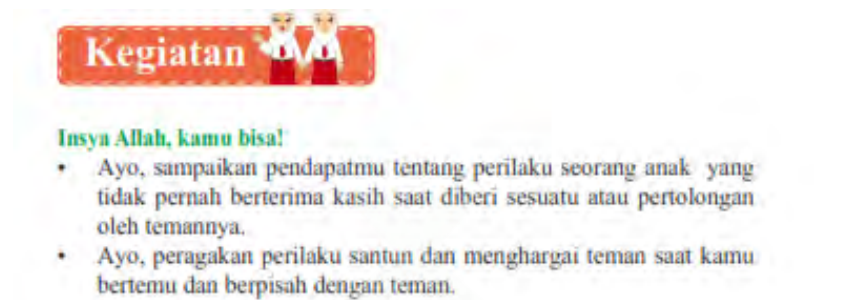 Kegiatan
Insya Allah, kamu bisa!
• Ayo, sampaikan pendapatmu tentang perilaku seorang anak yang
tidak pernah berterima kasih saat diberi sesuatu atau pertolongan
oleh temannya.
• Ayo, peragakan perilaku santun dan menghargai teman saat kamu
bertemu dan berpisah dengan teman.